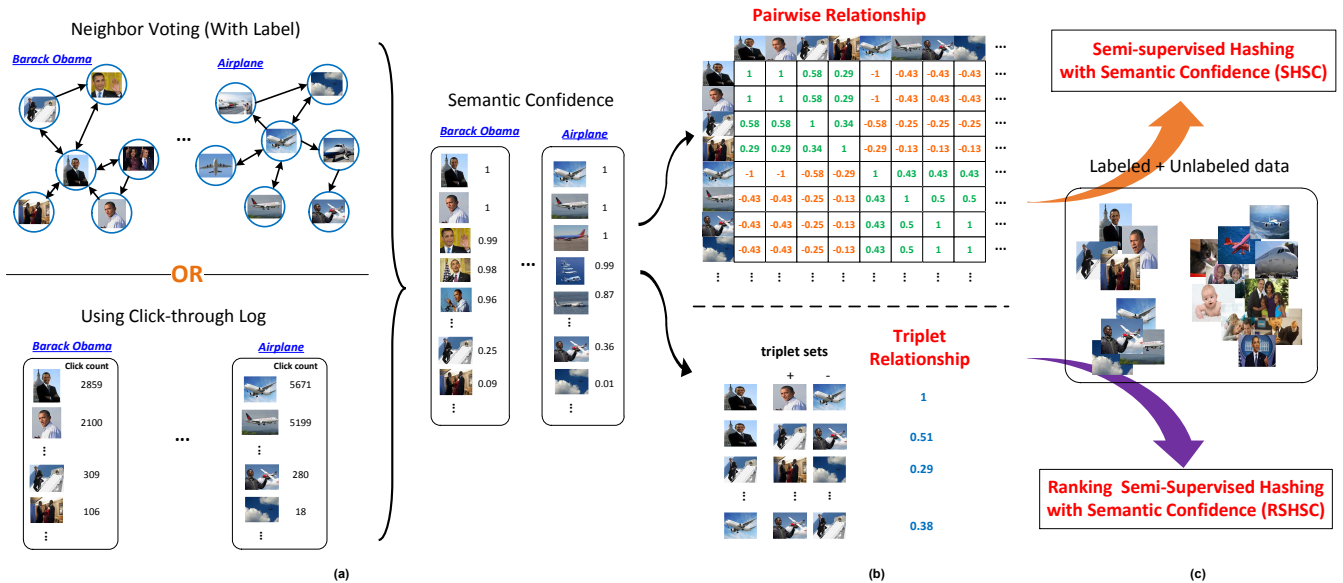 Neighbor Voting (With Label)
Barack Obama
Airplane
...
OR
Using Click-through Log
Barack Obama
Airplane
Click count
2859
2100
⋮
309
106
⋮
...
Click count
5671
5199
⋮
280
18
⋮
(a)
Semantic Confidence
Barack Obama
Airplane
1
1
0.99
0.98
0.96
⋮
0.25
0.09
⋮
...
1
1
1
0.99
0.87
⋮
0.36
0.01
⋮
Pairwise Relationship
...
1 1 0.58 0.29 -1 -0.43 -0.43 -0.43 ...
1 1 0.58 0.29 -1 -0.43 -0.43 -0.43 ...
0.58 0.58 1 0.34 -0.58 -0.25 -0.25 -0.25 ...
0.29 0.29 0.34 1 -0.29 -0.13 -0.13 -0.13 ...
-1 -1 -0.58 -0.29 1 0.43 0.43 0.43 ...
-0.43 -0.43 -0.25 -0.13 0.43 1 0.5 0.5 ...
-0.43 -0.43 -0.25 -0.13 0.43 0.5 1 1 ...
-0.43 -0.43 -0.25 -0.13 0.43 0.5 1 1 ...
⋮ ⋮ ⋮ ⋮ ⋮ ⋮ ⋮ ⋮ ⋮
triplet sets
+ -
Triplet
Relationship
1
0.51
0.29
⋮ ⋮ ⋮ ⋮
0.38
(b)
Semi-supervised Hashing
with Semantic Confidence (SHSC)
Labeled + Unlabeled data
Ranking Semi-Supervised Hashing
with Semantic Confidence (RSHSC)
(c)